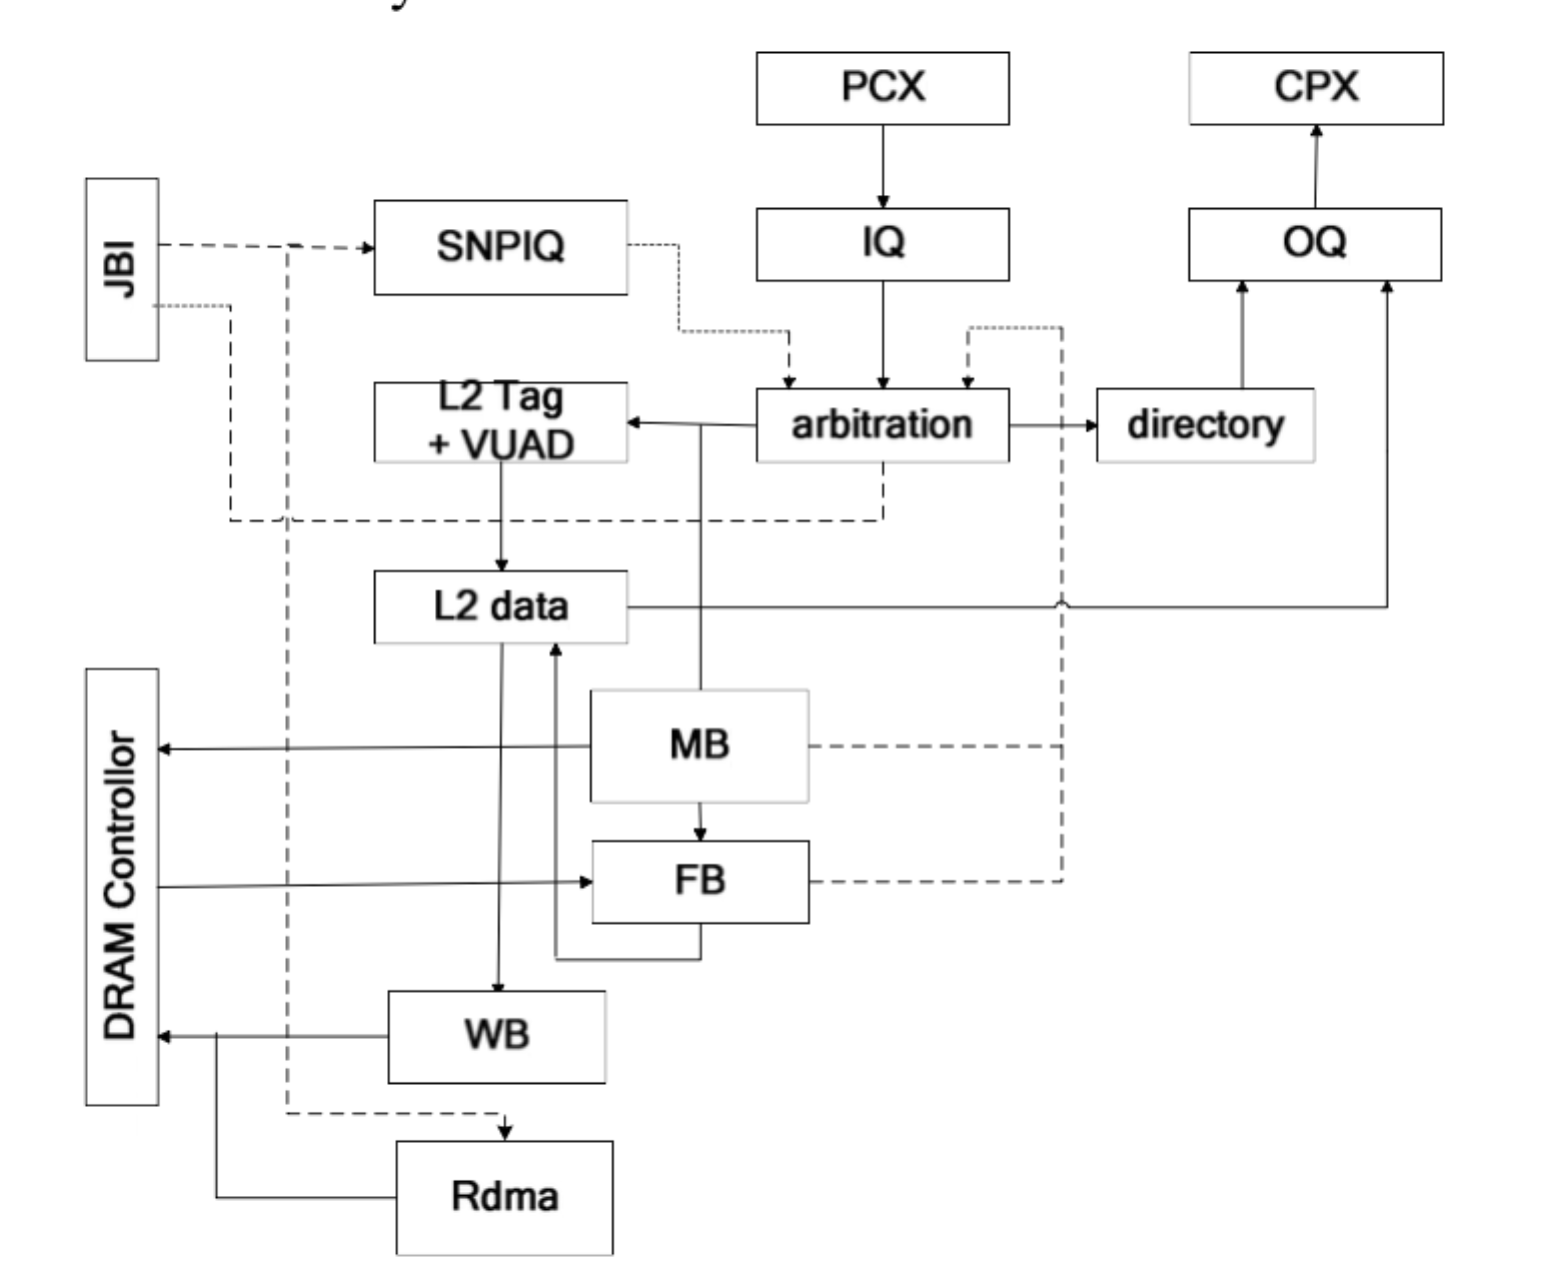 PCX
CPX
JBI
SNPIQ
IQ
OQ
L2 Tag
+ VUAD
arbitration
directory
L2 data
MB
DRAM Controllor
FB
WB
Rdma